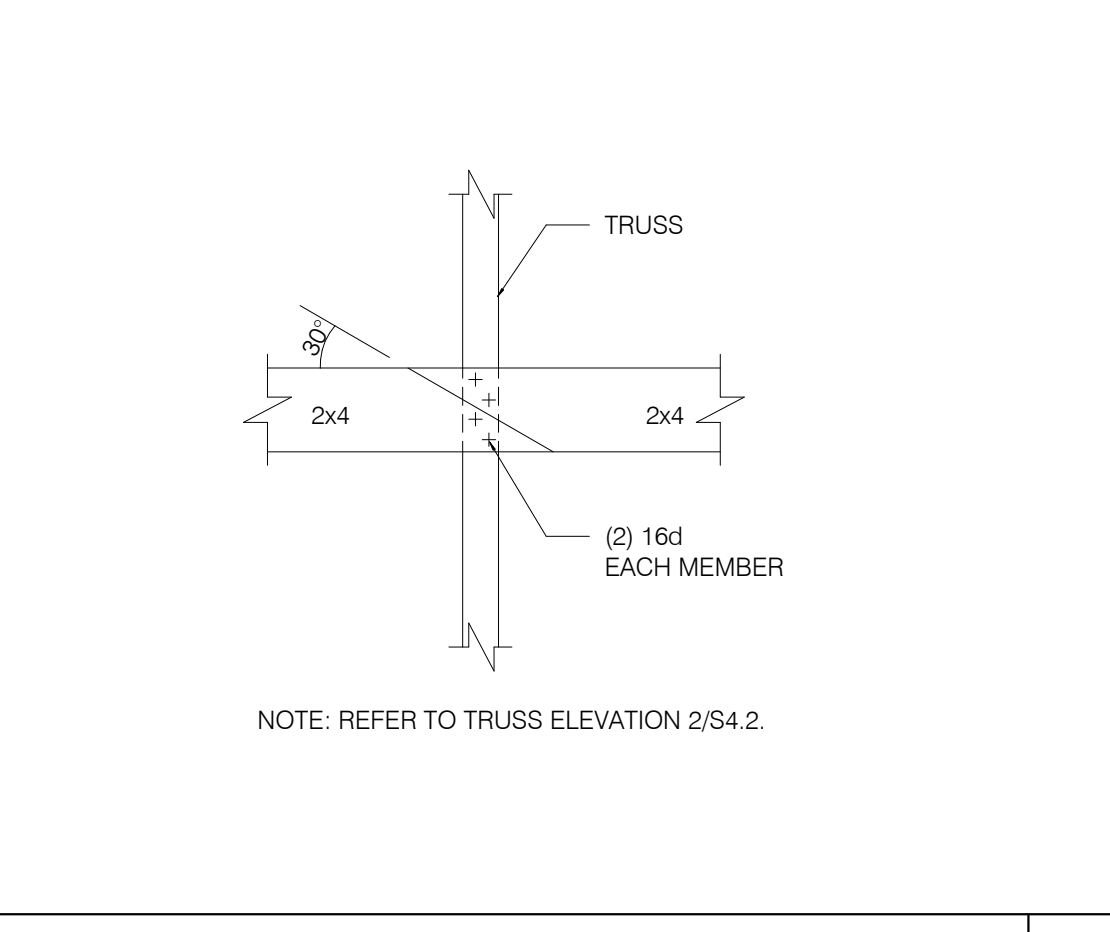 TRUSS
30°
2x4
2x4
(2) 16d
EACH MEMBER
NOTE: REFER TO TRUSS ELEVATION 2/S4.2.